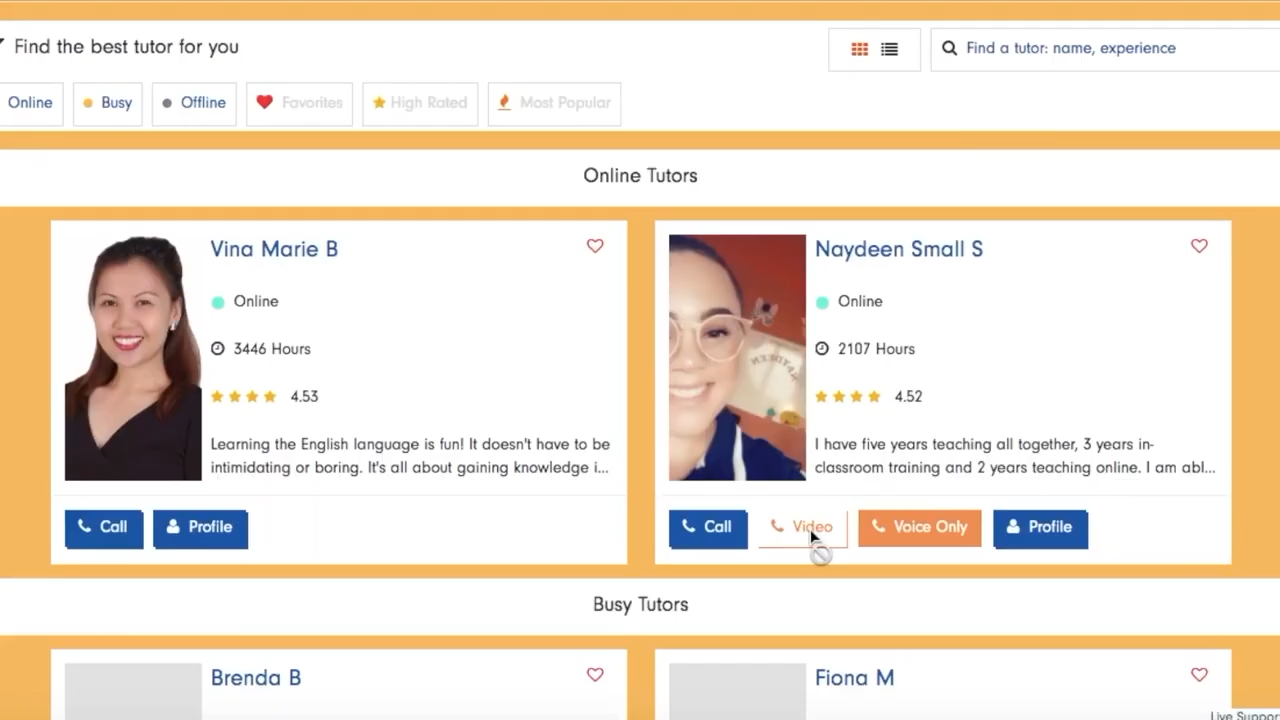 Find the best tutor for you
Find a tutor: name, experience
Online
Busy
Offline
Favorites
High Rated
Most Popular
Online Tutors
Vina Marie B
Online
3446 Hours
4.53
Learning the English language is fun! It doesn't have to be
intimidating or boring. It's all about gaining knowledge i...
Call
Profile
Naydeen Small S
Online
2107 Hours
4.52
I have five years teaching all together, 3 years in-
classroom training and 2 years teaching online. I am abl...
Call
Video
Voice Only
Profile
Busy Tutors
Brenda B
Fiona M
Live Suppor